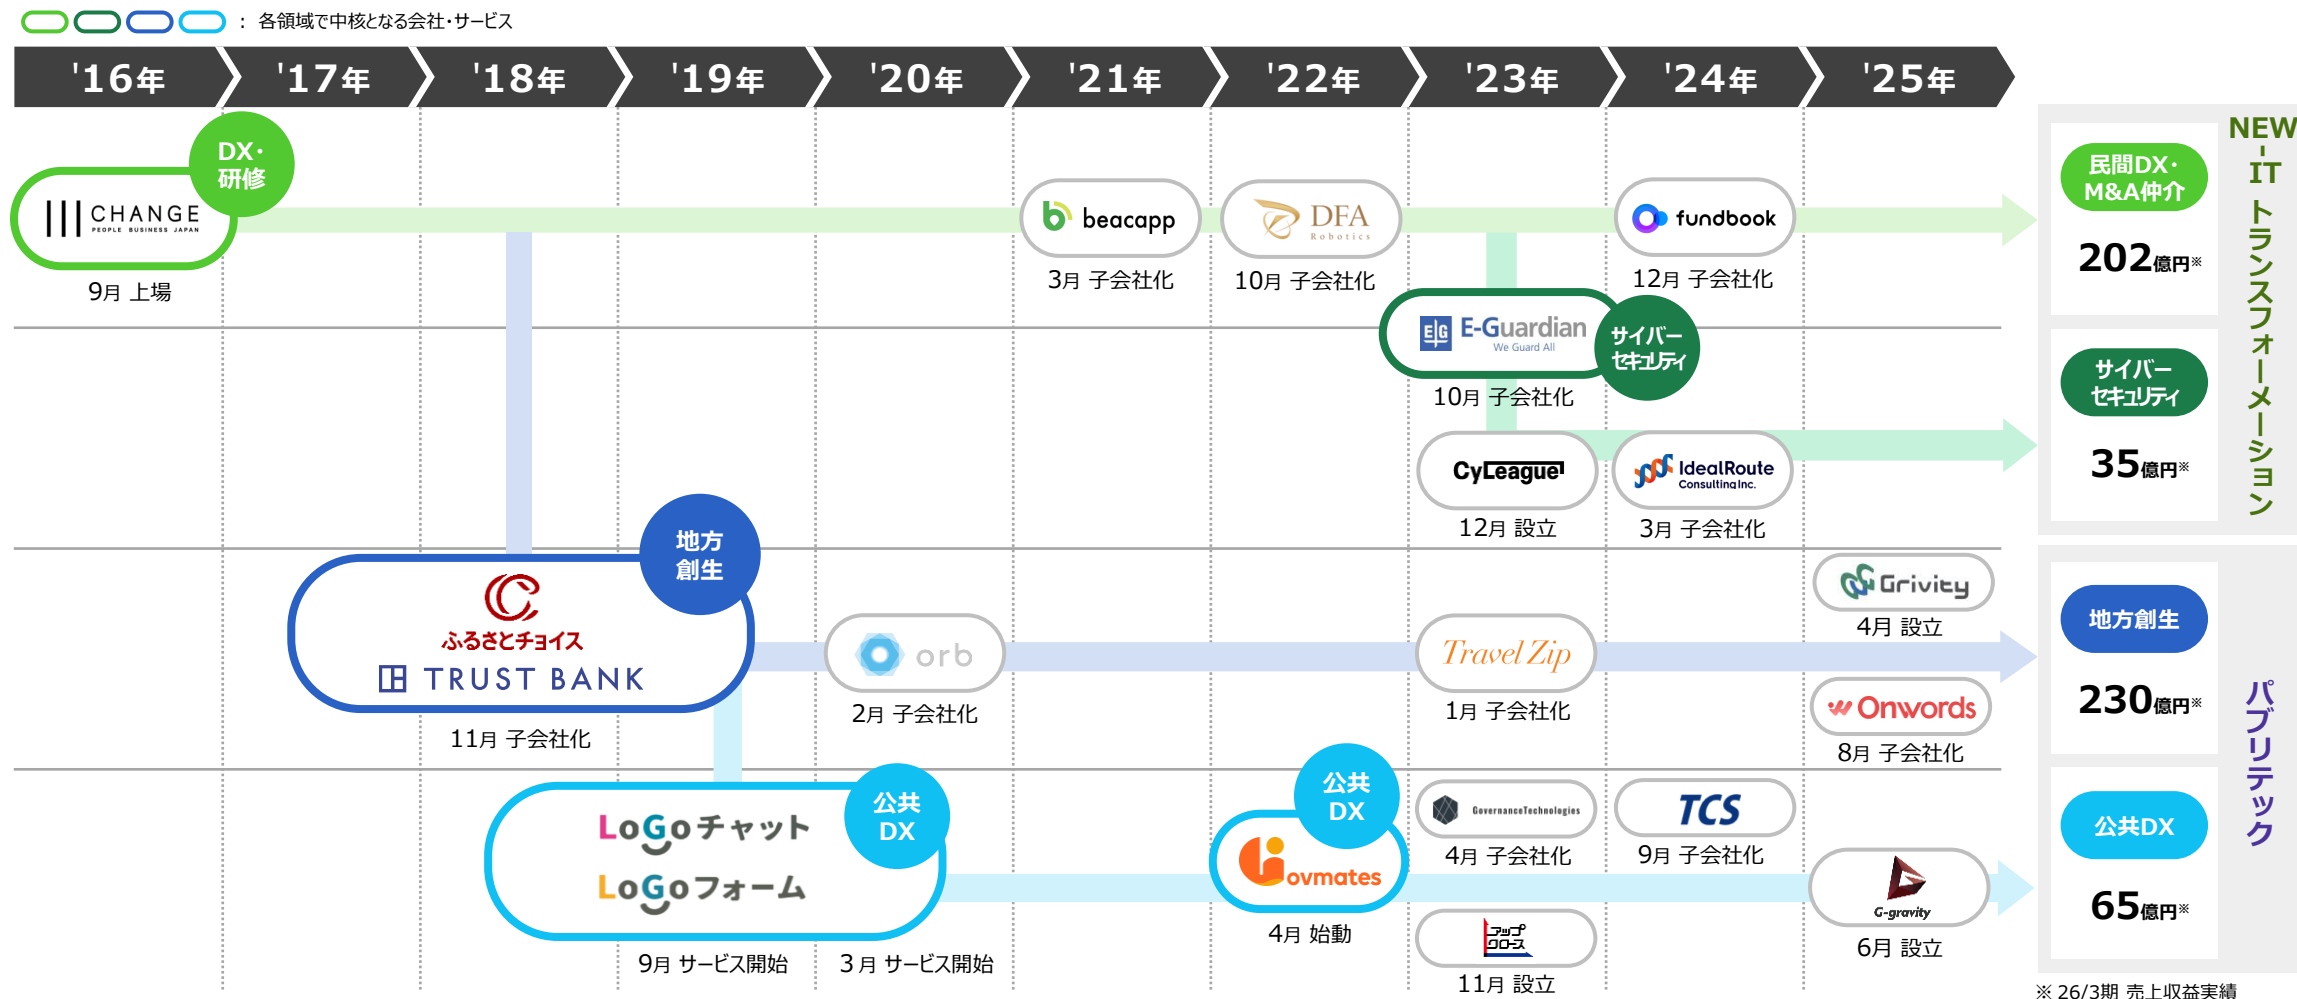 ： 各領域で中核となる会社・サービス
'16年
'17年
'18年
'19年
'20年
'21年
'22年
'23年
'24年
'25年
DX・
研修
CHANGE
PEOPLE BUSINESS JAPAN
9月 上場
beacapp
3月 子会社化
DFA
Robotics
10月 子会社化
fundbook
12月 子会社化
E|G E-Guardian
We Guard All
サイバー
セキュリティ
10月 子会社化
CyLeague
12月 設立
IdealRoute
Consulting Inc.
3月 子会社化
地方
創生
ふるさとチョイス
TRUST BANK
11月 子会社化
orb
2月 子会社化
Travel Zip
1月 子会社化
Grivity
4月 設立
Onwords
8月 子会社化
公共
DX
LoGoチャット
LoGoフォーム
9月 サービス開始
3月 サービス開始
公共
DX
Govmates
4月 始動
GovernanceTechnologies
4月 子会社化
アップ
クロース
11月 設立
TCS
9月 子会社化
G-gravity
6月 設立
民間DX・
M&A仲介
202億円※
サイバー
セキュリティ
35億円※
NEW-ITトランスフォーメーション
地方創生
230億円※
公共DX
65億円※
パブリテック
※ 26/3期 売上収益実績